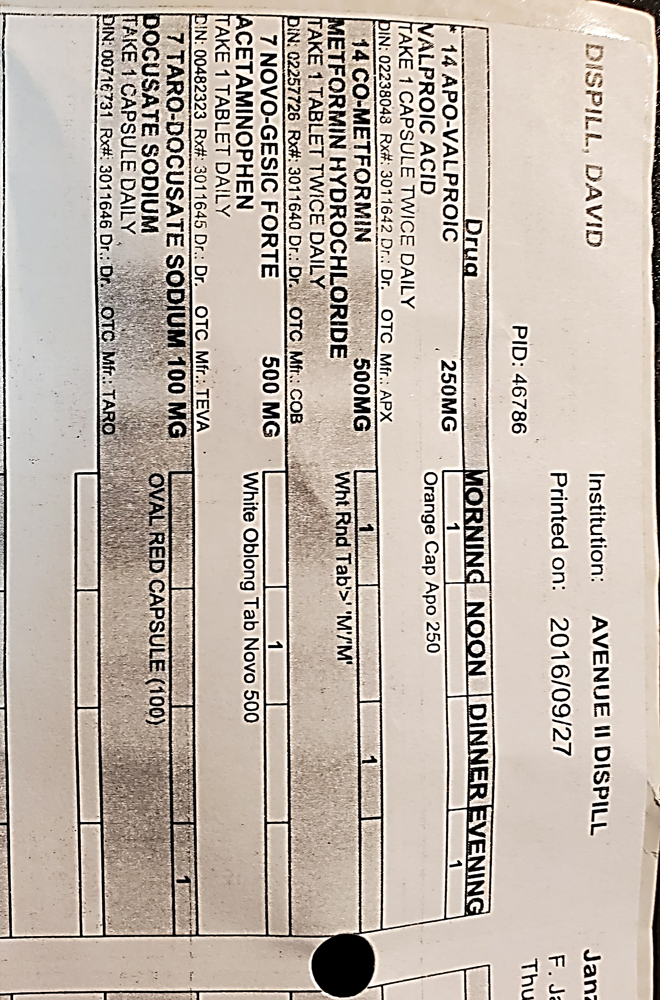 DISPILL, DAVID
Institution: AVENUE II DISPILL
Janz
Printed on: 2016/09/27
F. Ja
PID: 46786
Thu
Drug MORNING NOON DINNER EVENING
* 14 APO-VALPROIC 250MG 1 1
VALPROIC ACID Orange Cap Apo 250
TAKE 1 CAPSULE TWICE DAILY
DIN: 02238048 Rx#: 3011642 Dr.: Dr. OTC Mfr.: APX
14 CO-METFORMIN 500MG 1 1
METFORMIN HYDROCHLORIDE Wht Rnd Tab'>' 'M'/'M'
TAKE 1 TABLET TWICE DAILY
DIN: 02257726 Rx#: 3011640 Dr.: Dr. OTC Mfr.: COB
7 NOVO-GESIC FORTE 500 MG 1
ACETAMINOPHEN White Oblong Tab Novo 500
TAKE 1 TABLET DAILY
DIN: 00482323 Rx#: 3011645 Dr.: Dr. OTC Mfr.: TEVA
7 TARO-DOCUSATE SODIUM 100 MG 1
DOCUSATE SODIUM OVAL RED CAPSULE (100)
TAKE 1 CAPSULE DAILY
DIN: 00716731 Rx#: 3011646 Dr.: Dr. OTC Mfr.: TARO